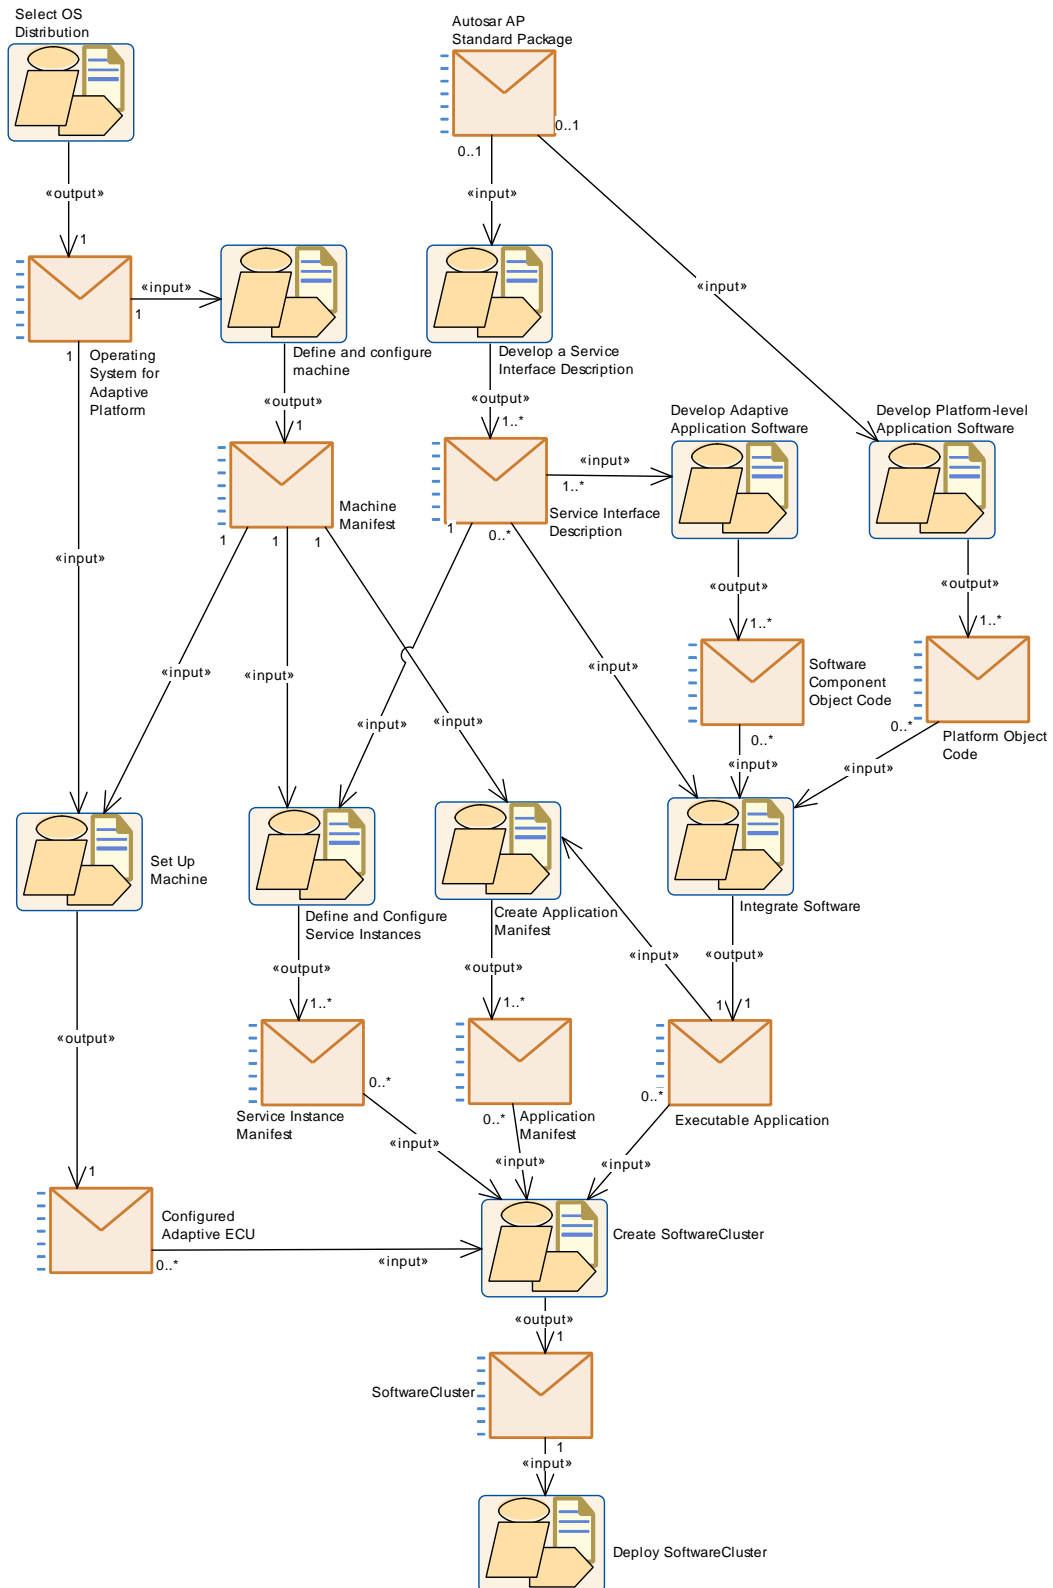 Select OS
Distribution
Autosar AP
Standard Package
0..1
0..1
«output»
«input»
1
«input»
1
«input»
1
Operating
System for
Adaptive
Platform
Define and configure
machine
Develop a Service
Interface Description
«output»
«output»
1
1..*
Develop Adaptive
Application Software
Develop Platform-level
Application Software
«input»
1..*
Machine
Manifest
Service Interface
Description
1
1
1
1
0..*
«input»
«output»
«output»
1..*
1..*
«input»
«input»
«input»
Software
Component
Object Code
«input»
«input»
0..*
0..*
Platform Object
Code
«input»
«input»
Set Up
Machine
Define and Configure
Service Instances
Create Application
Manifest
Integrate Software
«output»
«output»
«input»
«output»
1..*
1..*
1
1
«output»
0..*
0..*
Service Instance
Manifest
0..*
Application
Manifest
Executable Application
«input»
«input»
«input»
1
Configured
Adaptive ECU
0..*
«input»
Create SoftwareCluster
«output»
1
SoftwareCluster
1
«input»
Deploy SoftwareCluster